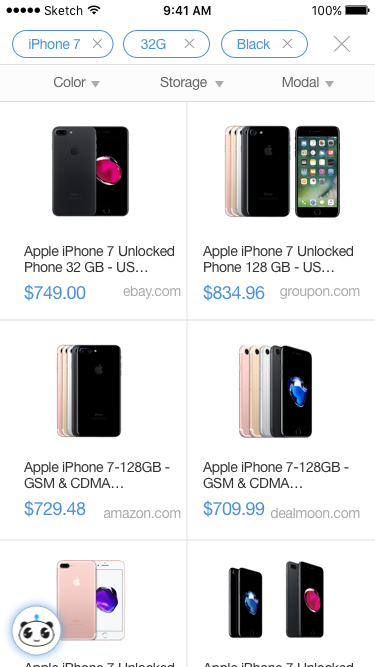 Sketch 9:41 AM 100%
iPhone 7 32G Black
Color Storage Modal
Apple iPhone 7 Unlocked
Phone 32 GB - US...
$749.00 ebay.com
Apple iPhone 7 Unlocked
Phone 128 GB - US...
$834.96 groupon.com
Apple iPhone 7-128GB -
GSM & CDMA...
$729.48 amazon.com
Apple iPhone 7-128GB -
GSM & CDMA...
$709.99 dealmoon.com